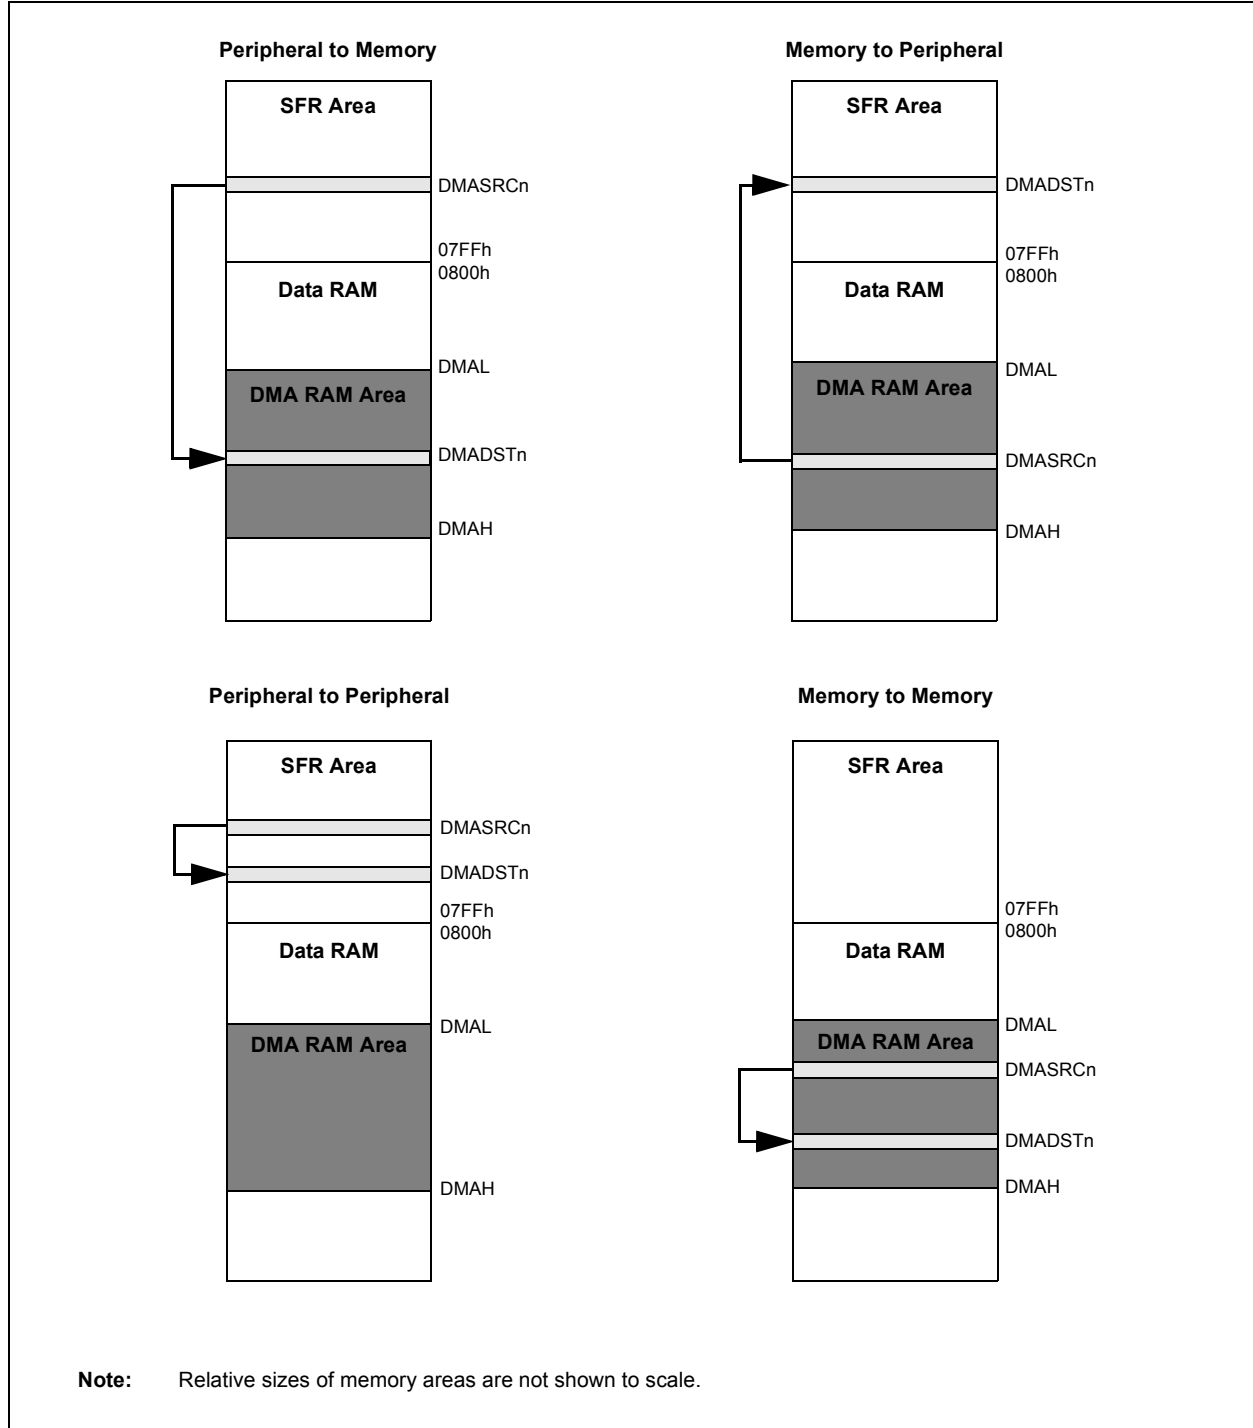 Peripheral to Memory
SFR Area
DMASRCn
07FFh
0800h
Data RAM
DMAL
DMA RAM Area
DMADSTn
DMAH
Memory to Peripheral
SFR Area
DMADSTn
07FFh
0800h
Data RAM
DMAL
DMA RAM Area
DMASRCn
DMAH
Peripheral to Peripheral
SFR Area
DMASRCn
DMADSTn
07FFh
0800h
Data RAM
DMAL
DMA RAM Area
DMAH
Memory to Memory
SFR Area
07FFh
0800h
Data RAM
DMAL
DMA RAM Area
DMASRCn
DMADSTn
DMAH
Note: Relative sizes of memory areas are not shown to scale.